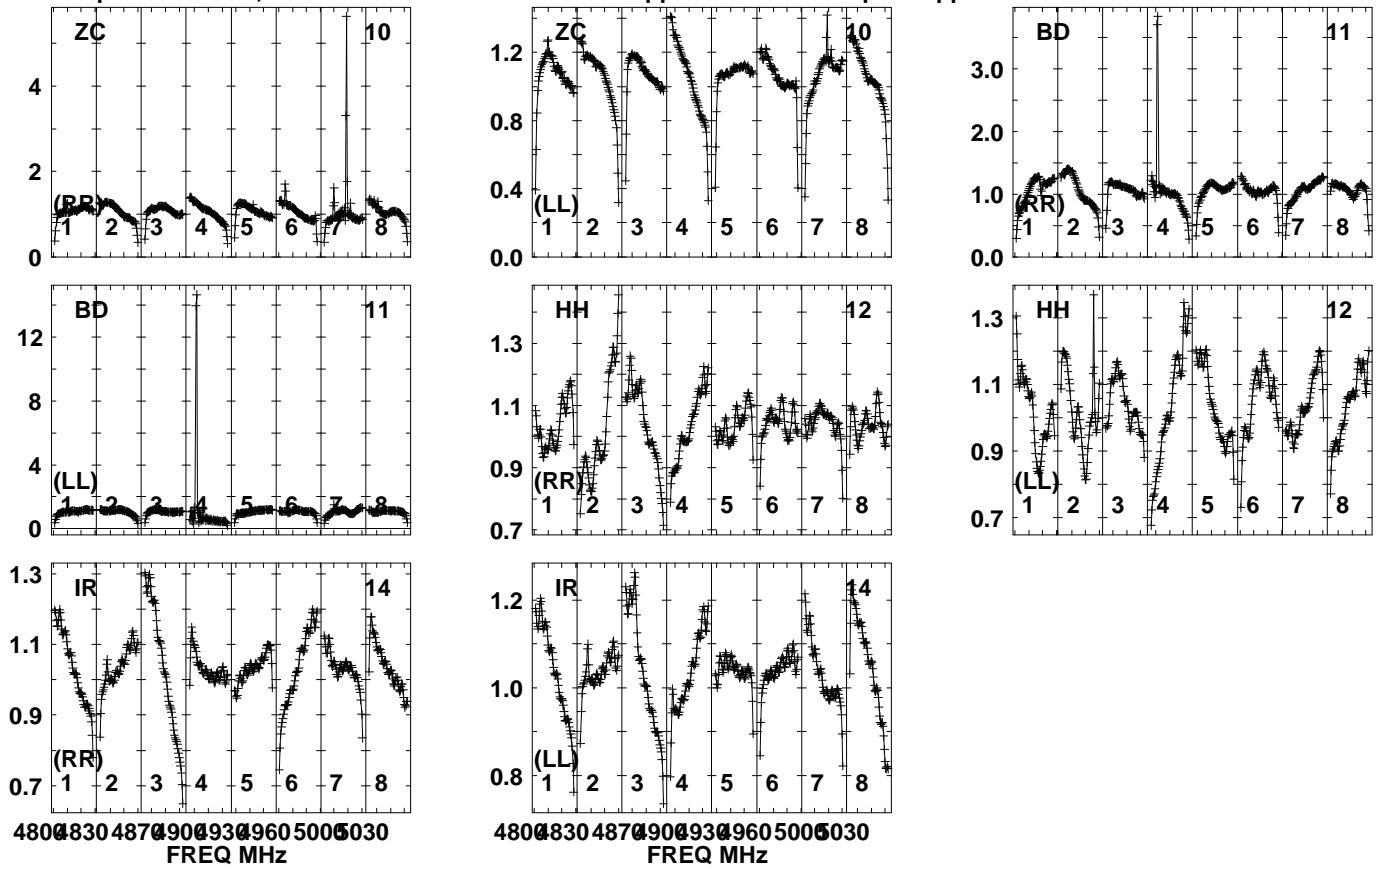 ZC 10
4
2
0
(RR)
1 2 3 4 5 6 7 8
ZC 10
1.2
0.8
0.4
0.0
(LL)
1 2 3 4 5 6 7 8
BD 11
3.0
2.0
1.0
0.0
(RR)
1 2 3 4 5 6 7 8
BD 11
12
8
4
0
(LL)
1 2 3 4 5 6 7 8
HH 12
1.3
1.1
0.9
0.7
(RR)
1 2 3 4 5 6 7 8
HH 12
1.3
1.1
0.9
0.7
(LL)
1 2 3 4 5 6 7 8
IR 14
1.3
1.1
0.9
0.7
(RR)
1 2 3 4 5 6 7 8
4800 4830 4870 4900 4930 4960 5000 5030
FREQ MHz
IR 14
1.2
1.0
0.8
(LL)
1 2 3 4 5 6 7 8
4800 4830 4870 4900 4930 4960 5000 5030
FREQ MHz